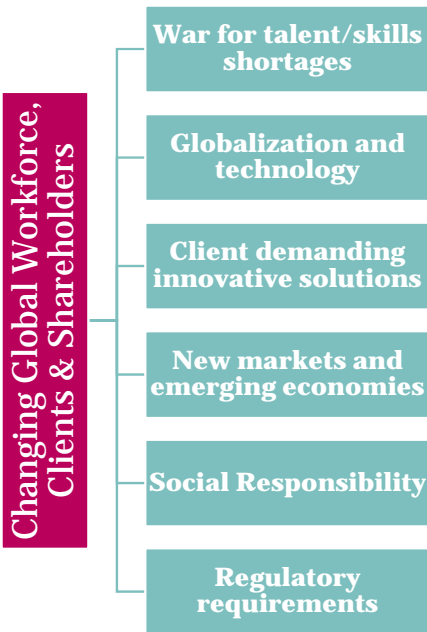 Changing Global Workforce,
Clients & Shareholders
War for talent/skills
shortages
Globalization and
technology
Client demanding
innovative solutions
New markets and
emerging economies
Social Responsibility
Regulatory
requirements